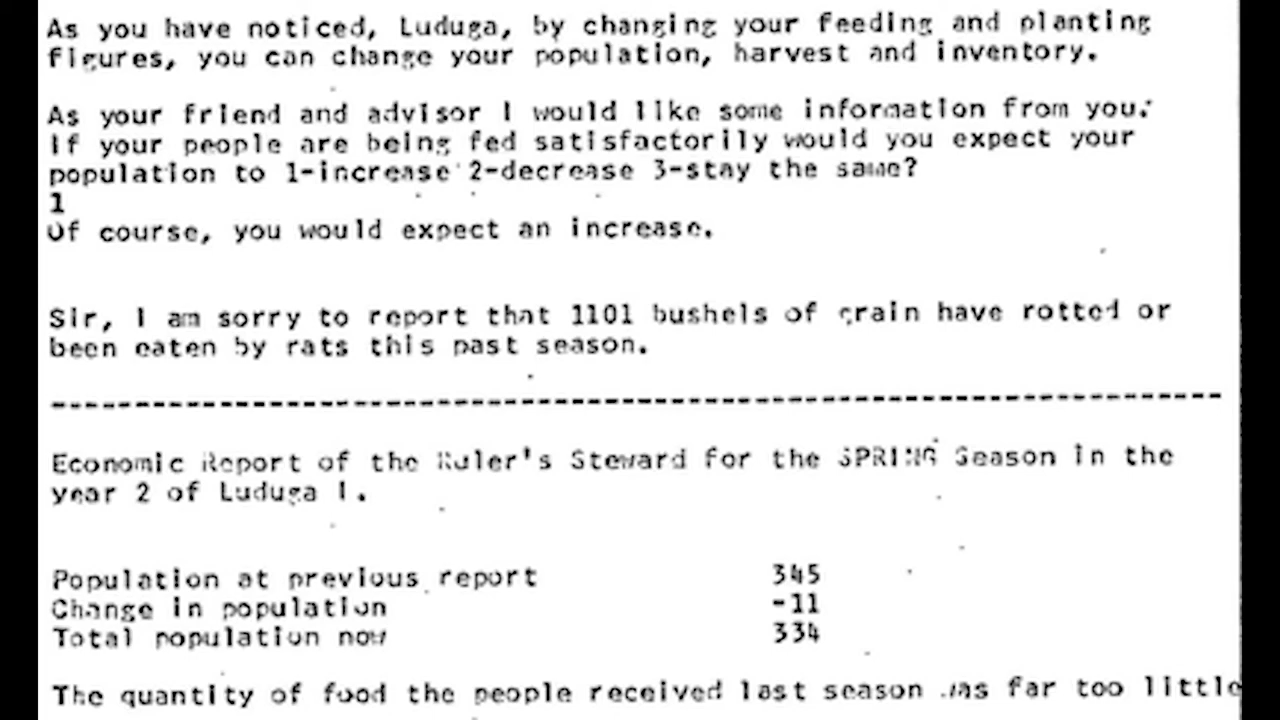 As you have noticed, Luduga, by changing your feeding and planting
figures, you can change your population, harvest and inventory.
As your friend and advisor I would like some information from you.
If your people are being fed satisfactorily would you expect your
population to 1-increase 2-decrease 3-stay the same?
1
Of course, you would expect an increase.
Sir, I am sorry to report that 1101 bushels of grain have rotted or
been eaten by rats this past season.
--------------------------------------------------------------------
Economic Report of the Ruler's Steward for the SPRING Season in the
year 2 of Luduga I.
Population at previous report 345
Change in population -11
Total population now 334
The quantity of food the people received last season was far too little